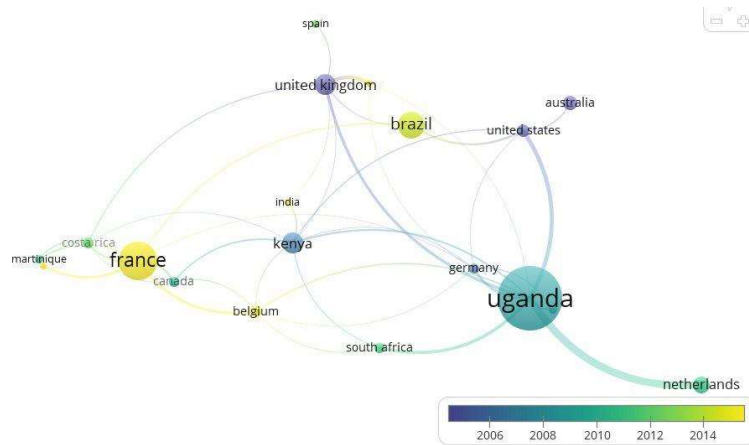 spain
united kingdom
australia
brazil
united states
india
costa rica
kenya
martinique
france
germany
canada
uganda
belgium
south africa
netherlands
2006 2008 2010 2012 2014